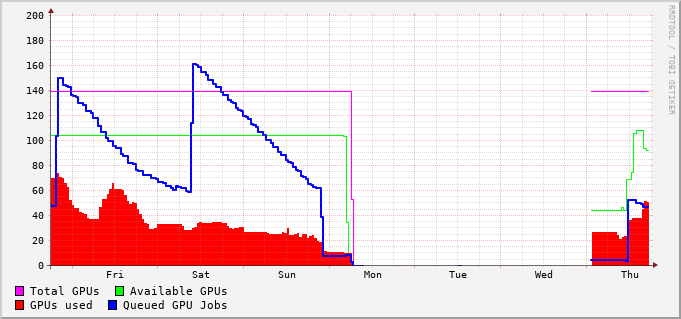 200
180
160
140
120
100
80
60
40
20
0
Fri Sat Sun Mon Tue Wed Thu
Total GPUs Available GPUs
GPUs used Queued GPU Jobs
RRDTOOL / TOBI OETIKER